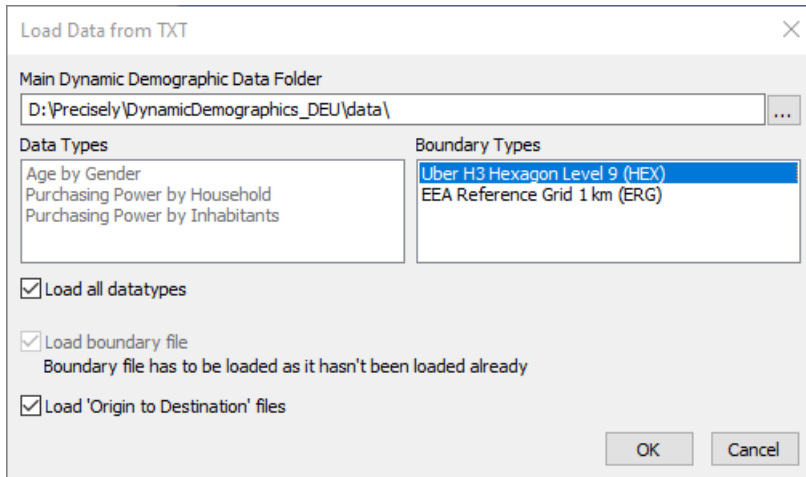 Load Data from TXT
Main Dynamic Demographic Data Folder
D:\Precisely\DynamicDemographics_DEU\data\
...
Data Types
Age by Gender
Purchasing Power by Household
Purchasing Power by Inhabitants
Boundary Types
Uber H3 Hexagon Level 9 (HEX)
EEA Reference Grid 1 km (ERG)
Load all datatypes
Load boundary file
Boundary file has to be loaded as it hasn't been loaded already
Load 'Origin to Destination' files
OK
Cancel